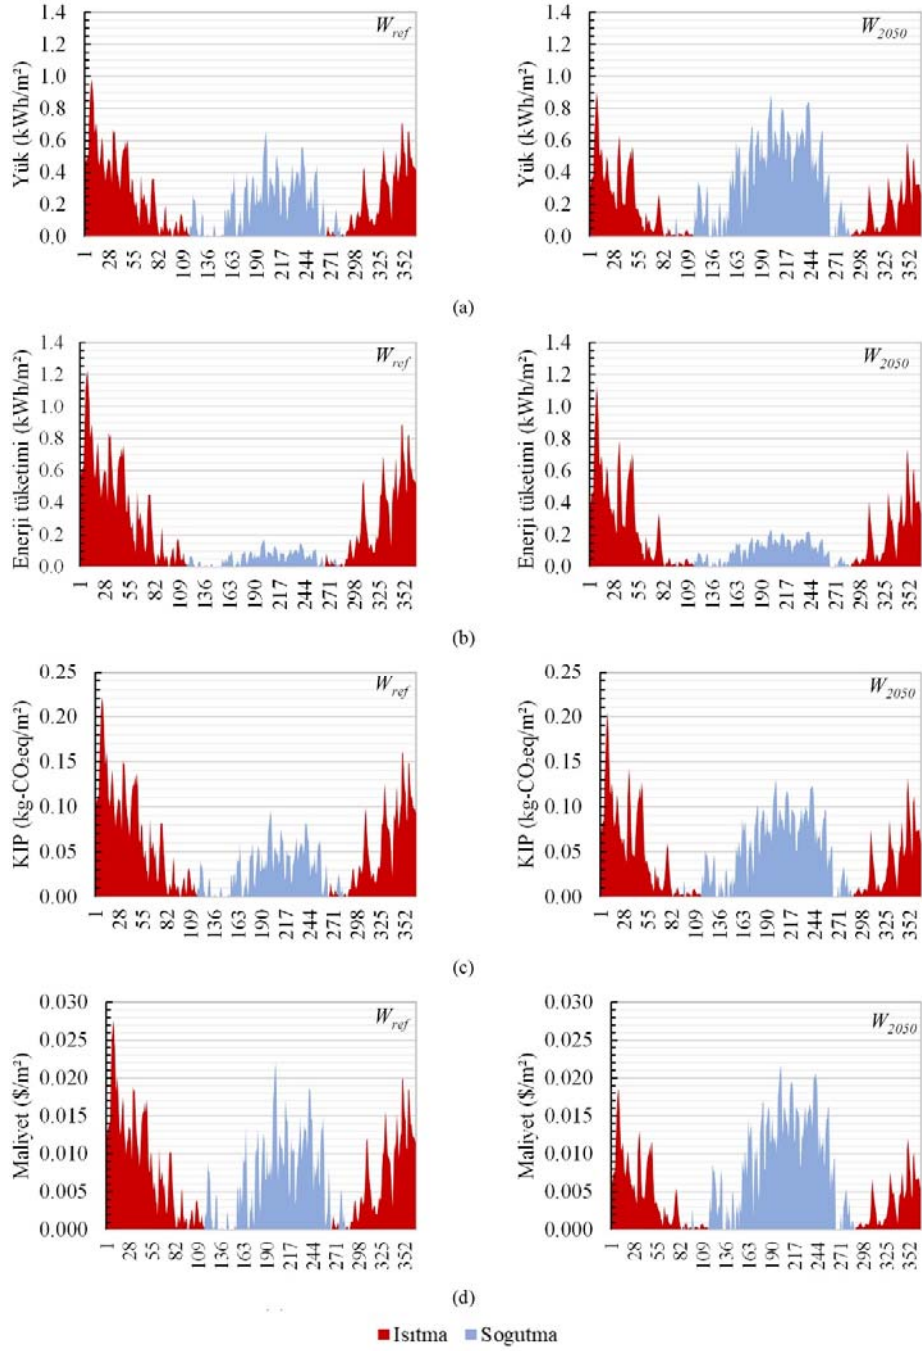 W_ref
Yük (kWh/m²)
1.4
1.2
1.0
0.8
0.6
0.4
0.2
0.0
1 28 55 82 109 136 163 190 217 244 271 298 325 352
W_2050
Yük (kWh/m²)
1.4
1.2
1.0
0.8
0.6
0.4
0.2
0.0
1 28 55 82 109 136 163 190 217 244 271 298 325 352
(a)
W_ref
Enerji tüketimi (kWh/m²)
1.4
1.2
1.0
0.8
0.6
0.4
0.2
0.0
1 28 55 82 109 136 163 190 217 244 271 298 325 352
W_2050
Enerji tüketimi (kWh/m²)
1.4
1.2
1.0
0.8
0.6
0.4
0.2
0.0
1 28 55 82 109 136 163 190 217 244 271 298 325 352
(b)
W_ref
KIP (kg-CO₂eq/m²)
0.25
0.20
0.15
0.10
0.05
0.00
1 28 55 82 109 136 163 190 217 244 271 298 325 352
W_2050
KIP (kg-CO₂eq/m²)
0.25
0.20
0.15
0.10
0.05
0.00
1 28 55 82 109 136 163 190 217 244 271 298 325 352
(c)
W_ref
Maliyet ($/m²)
0.030
0.025
0.020
0.015
0.010
0.005
0.000
1 28 55 82 109 136 163 190 217 244 271 298 325 352
W_2050
Maliyet ($/m²)
0.030
0.025
0.020
0.015
0.010
0.005
0.000
1 28 55 82 109 136 163 190 217 244 271 298 325 352
(d)
Isıtma Sogutma